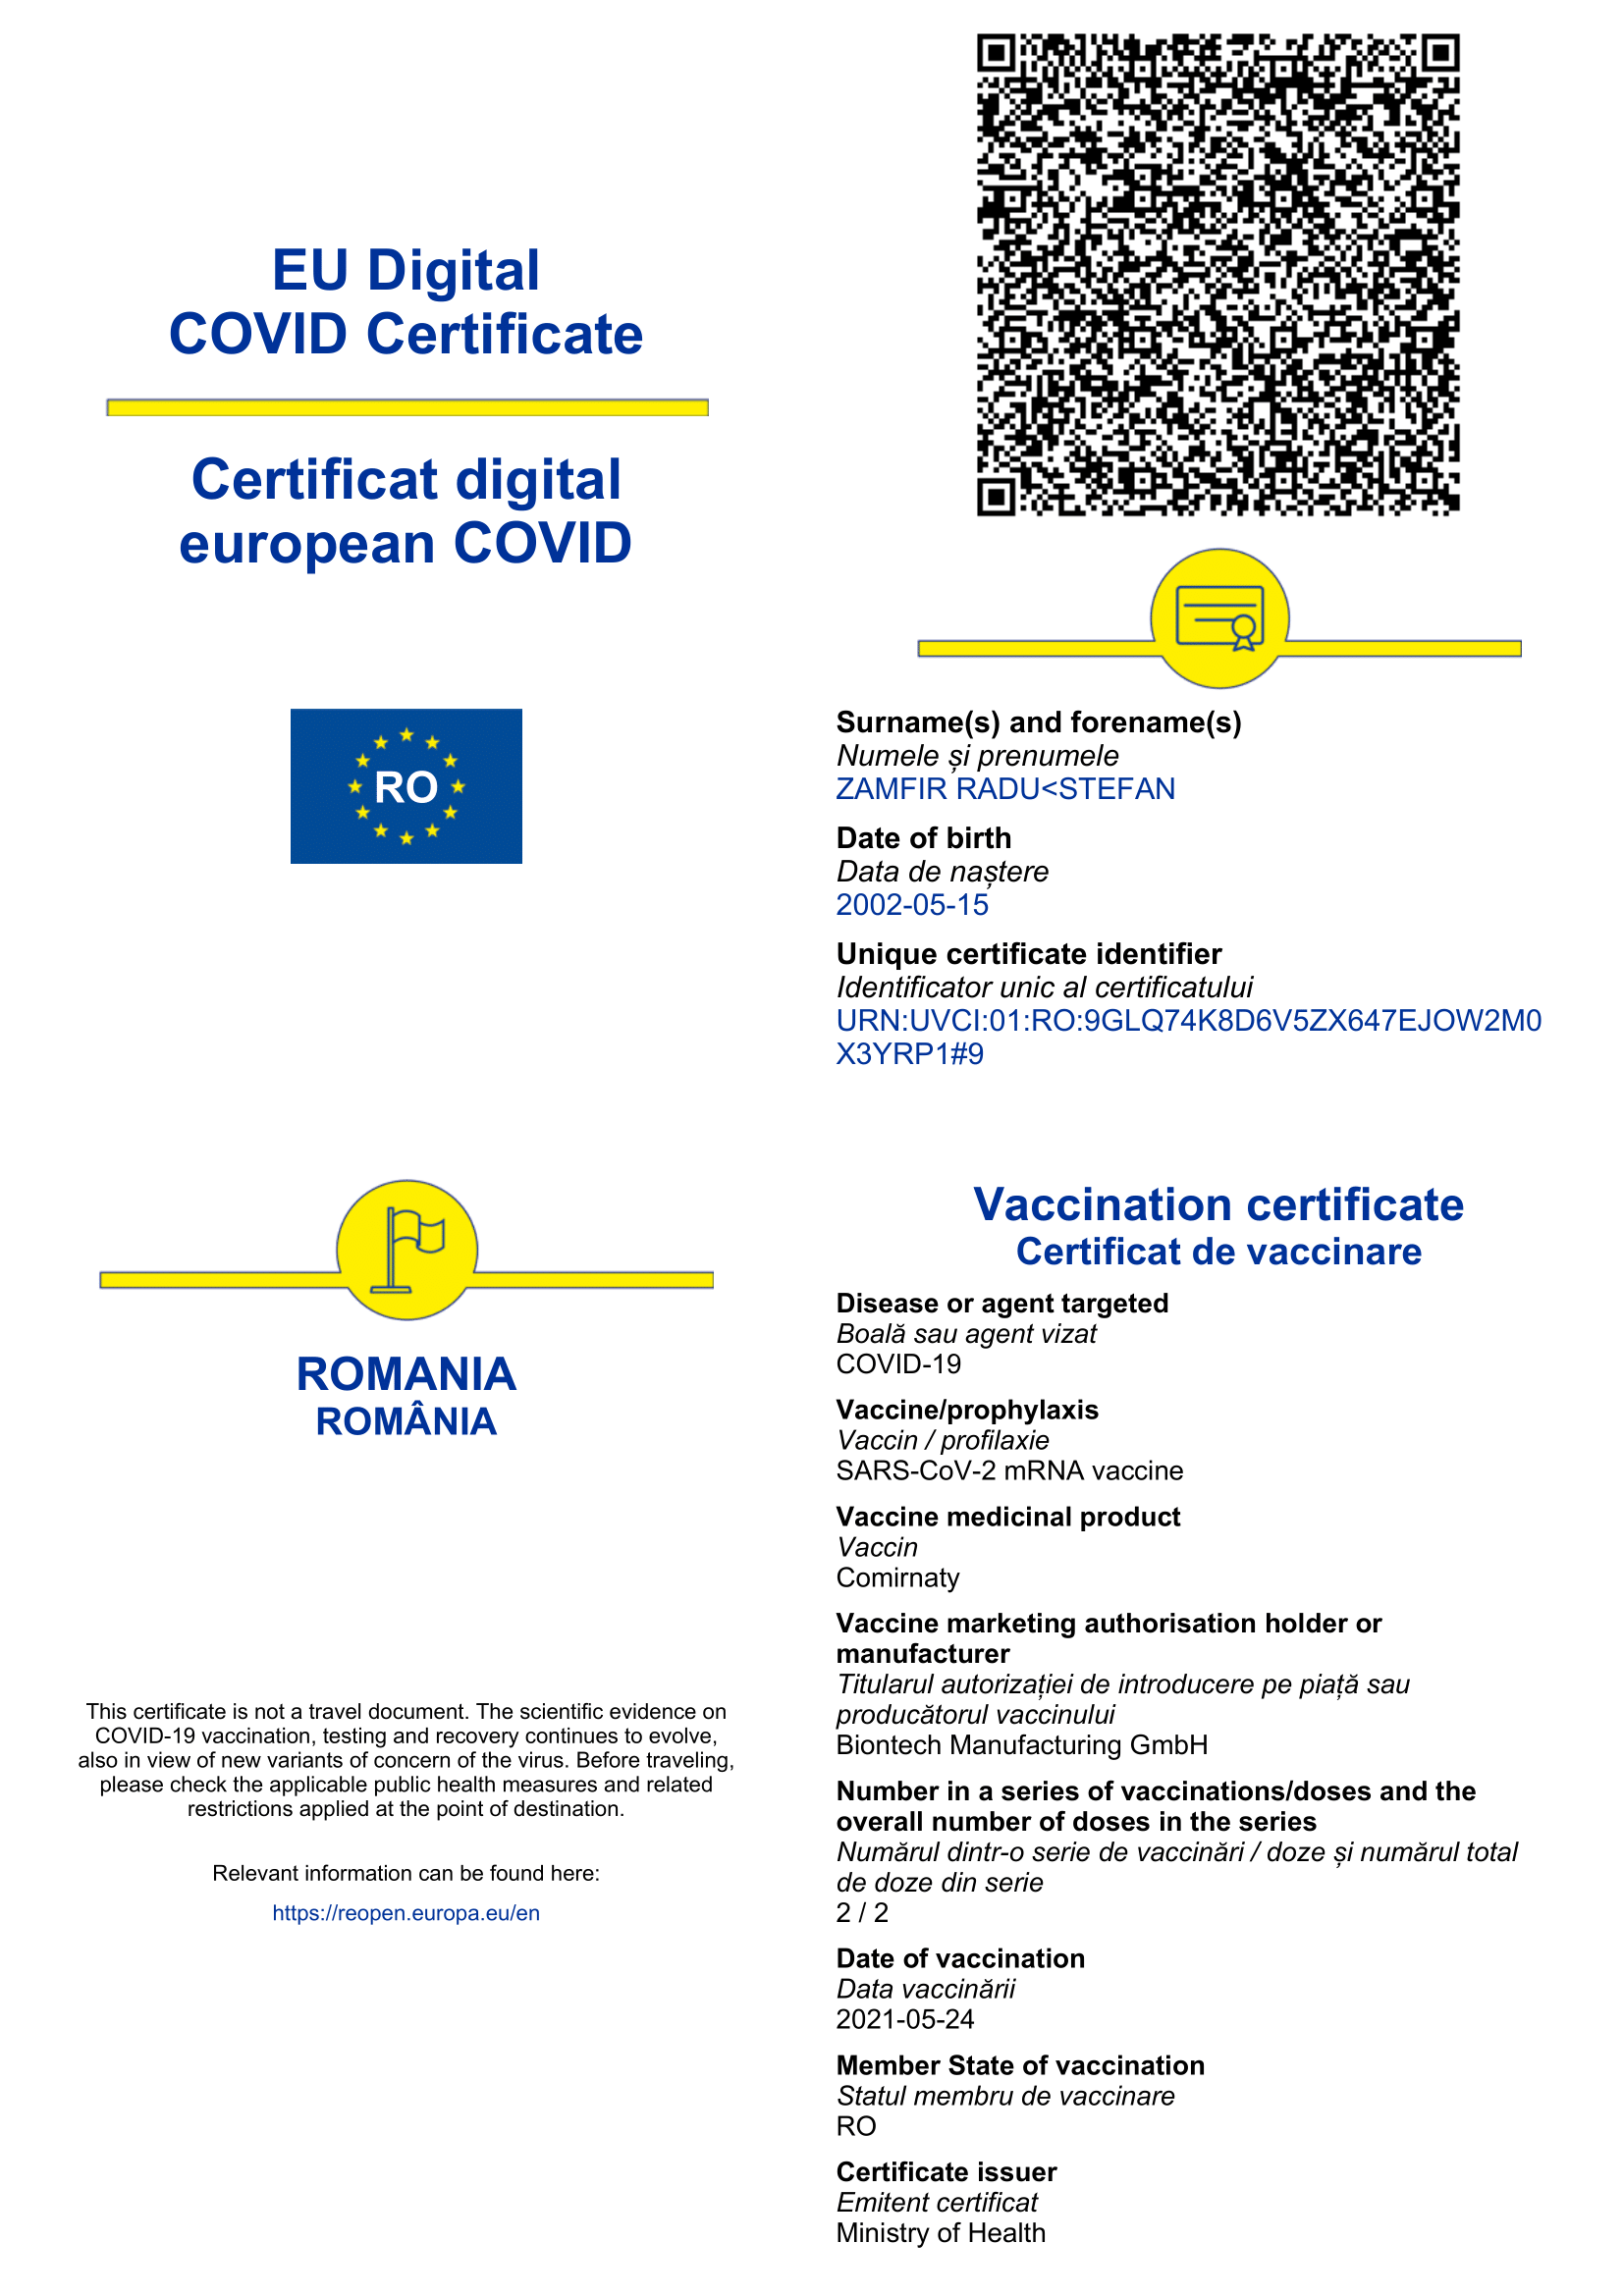 EU Digital
COVID Certificate
Certificat digital
european COVID
RO
Surname(s) and forename(s)
Numele și prenumele
ZAMFIR RADU<STEFAN
Date of birth
Data de naștere
2002-05-15
Unique certificate identifier
Identificator unic al certificatului
URN:UVCI:01:RO:9GLQ74K8D6V5ZX647EJOW2M0
X3YRP1#9
ROMANIA
ROMÂNIA
This certificate is not a travel document. The scientific evidence on
COVID-19 vaccination, testing and recovery continues to evolve,
also in view of new variants of concern of the virus. Before traveling,
please check the applicable public health measures and related
restrictions applied at the point of destination.
Relevant information can be found here:
https://reopen.europa.eu/en
Vaccination certificate
Certificat de vaccinare
Disease or agent targeted
Boală sau agent vizat
COVID-19
Vaccine/prophylaxis
Vaccin / profilaxie
SARS-CoV-2 mRNA vaccine
Vaccine medicinal product
Vaccin
Comirnaty
Vaccine marketing authorisation holder or
manufacturer
Titularul autorizației de introducere pe piață sau
producătorul vaccinului
Biontech Manufacturing GmbH
Number in a series of vaccinations/doses and the
overall number of doses in the series
Numărul dintr-o serie de vaccinări / doze și numărul total
de doze din serie
2 / 2
Date of vaccination
Data vaccinării
2021-05-24
Member State of vaccination
Statul membru de vaccinare
RO
Certificate issuer
Emitent certificat
Ministry of Health